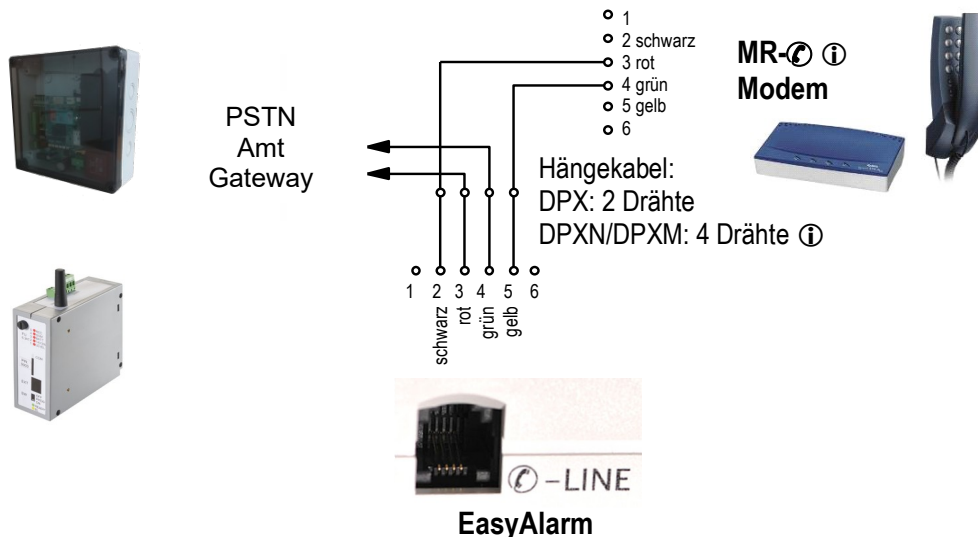 PSTN
Amt
Gateway
1
2 schwarz
3 rot
4 grün
5 gelb
6
MR-✆ ⓘ
Modem
Hängekabel:
DPX: 2 Drähte
DPXN/DPXM: 4 Drähte ⓘ
1 2 3 4 5 6
schwarz
rot
grün
gelb
✆-LINE
EasyAlarm